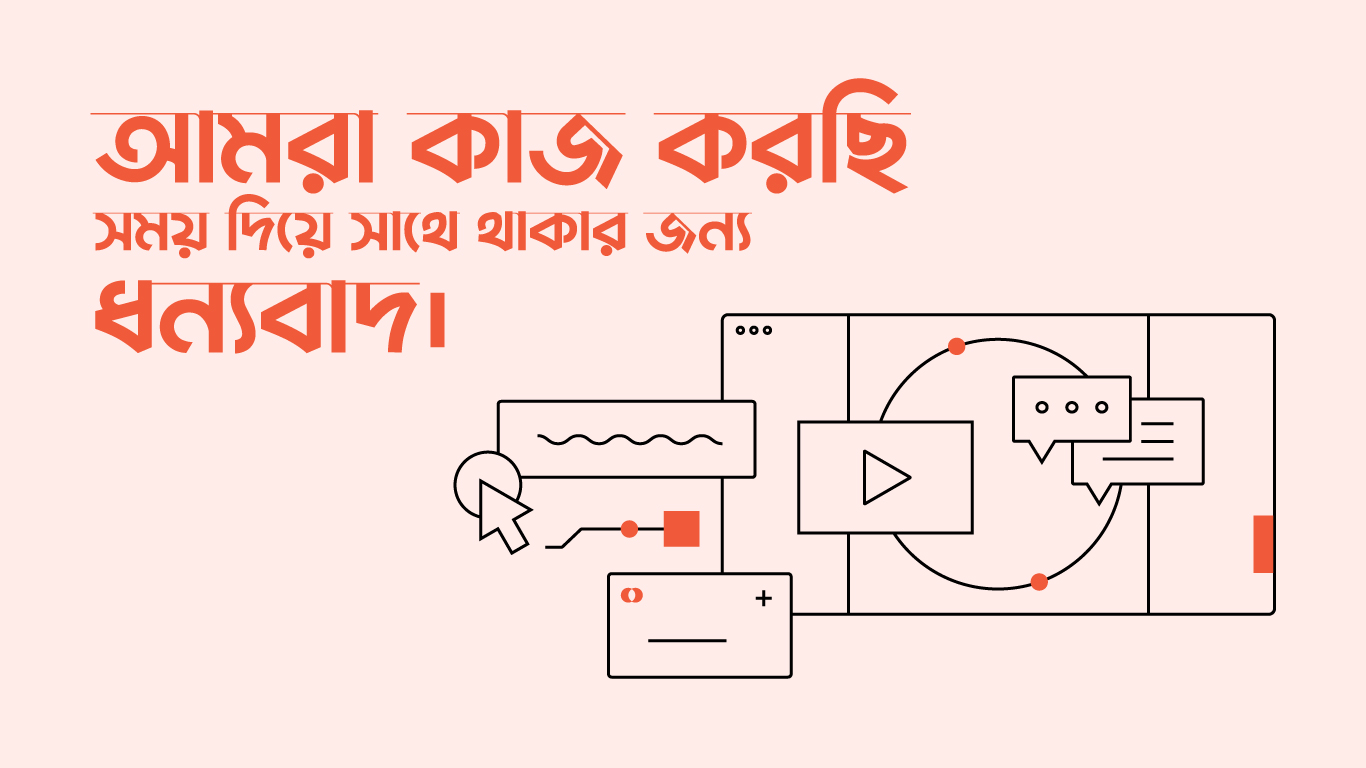 আমরা কাজ করছি
সময় দিয়ে সাথে থাকার জন্য
ধন্যবাদ।